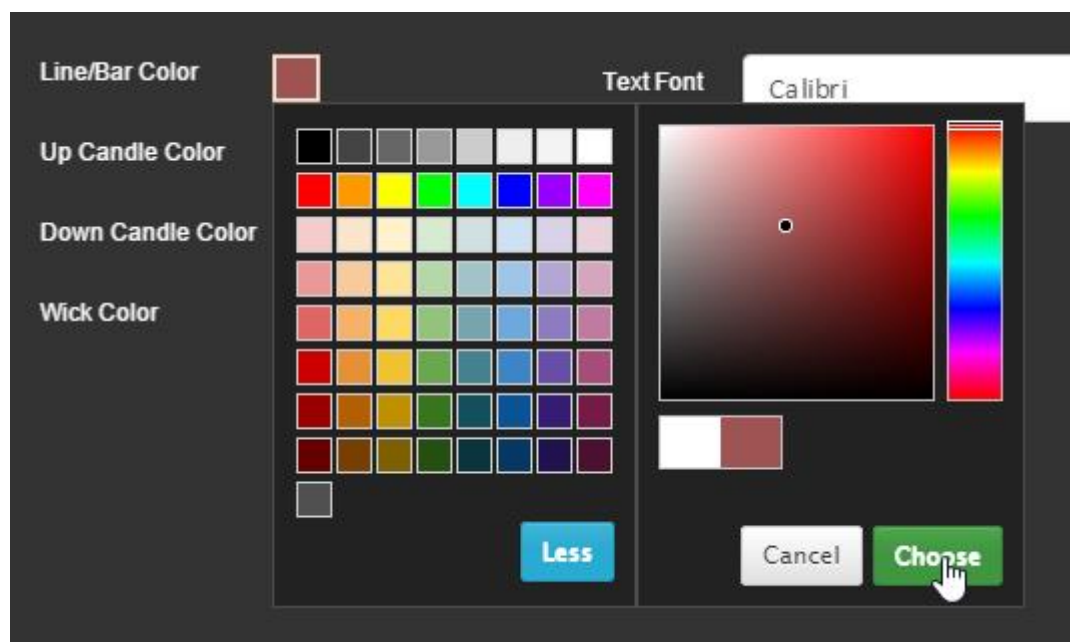 Line/Bar Color
Text Font
Calibri
Up Candle Color
Down Candle Color
Wick Color
Less
Cancel
Choose